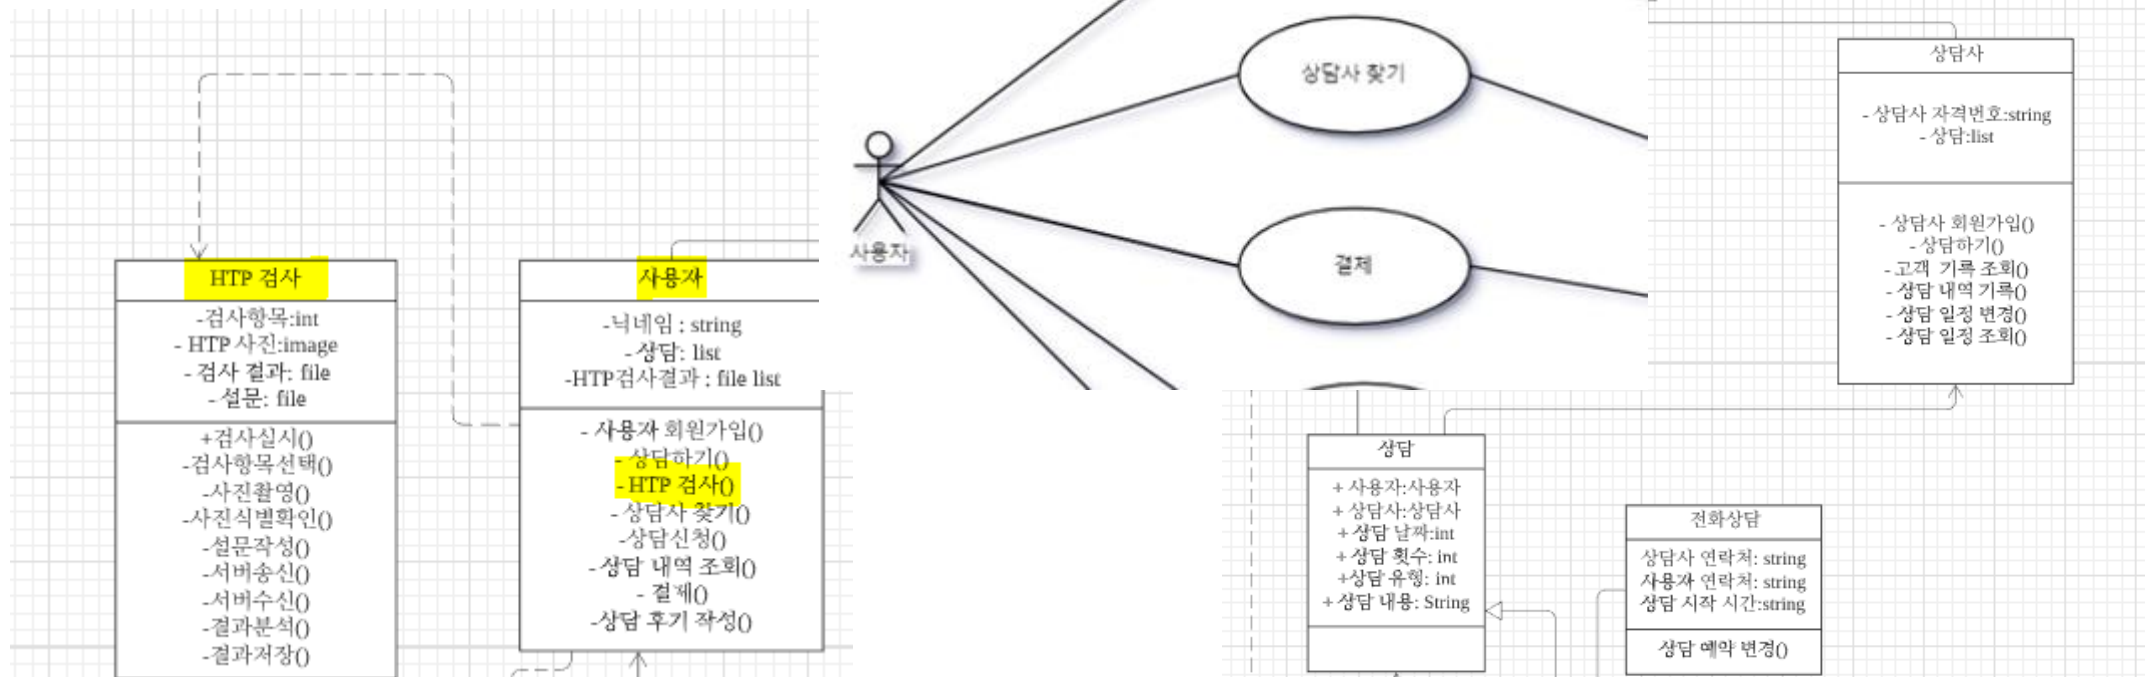 HTP 검사
-검사항목:int
- HTP 사진:image
- 검사 결과: file
- 설문: file
+검사실시()
-검사항목선택()
-사진촬영()
-사진식별확인()
-설문작성()
-서버송신()
-서버수신()
-결과분석()
-결과저장()
사용자
-닉네임 : string
- 상담: list
-HTP검사결과 : file list
- 사용자 회원가입()
- 상담하기()
- HTP 검사()
- 상담사 찾기()
-상담신청()
- 상담 내역 조회()
- 결제()
-상담 후기 작성()
사용자
상담사 찾기
결제
상담사
- 상담사 자격번호:string
- 상담:list
- 상담사 회원가입()
- 상담하기()
- 고객 기록 조회()
- 상담 내역 기록()
- 상담 일정 변경()
- 상담 일정 조회()
상담
+ 사용자:사용자
+ 상담사:상담사
+ 상담 날짜:int
+ 상담 횟수: int
+상담 유형: int
+ 상담 내용: String
전화상담
상담사 연락처: string
사용자 연락처: string
상담 시작 시간:string
상담 예약 변경()